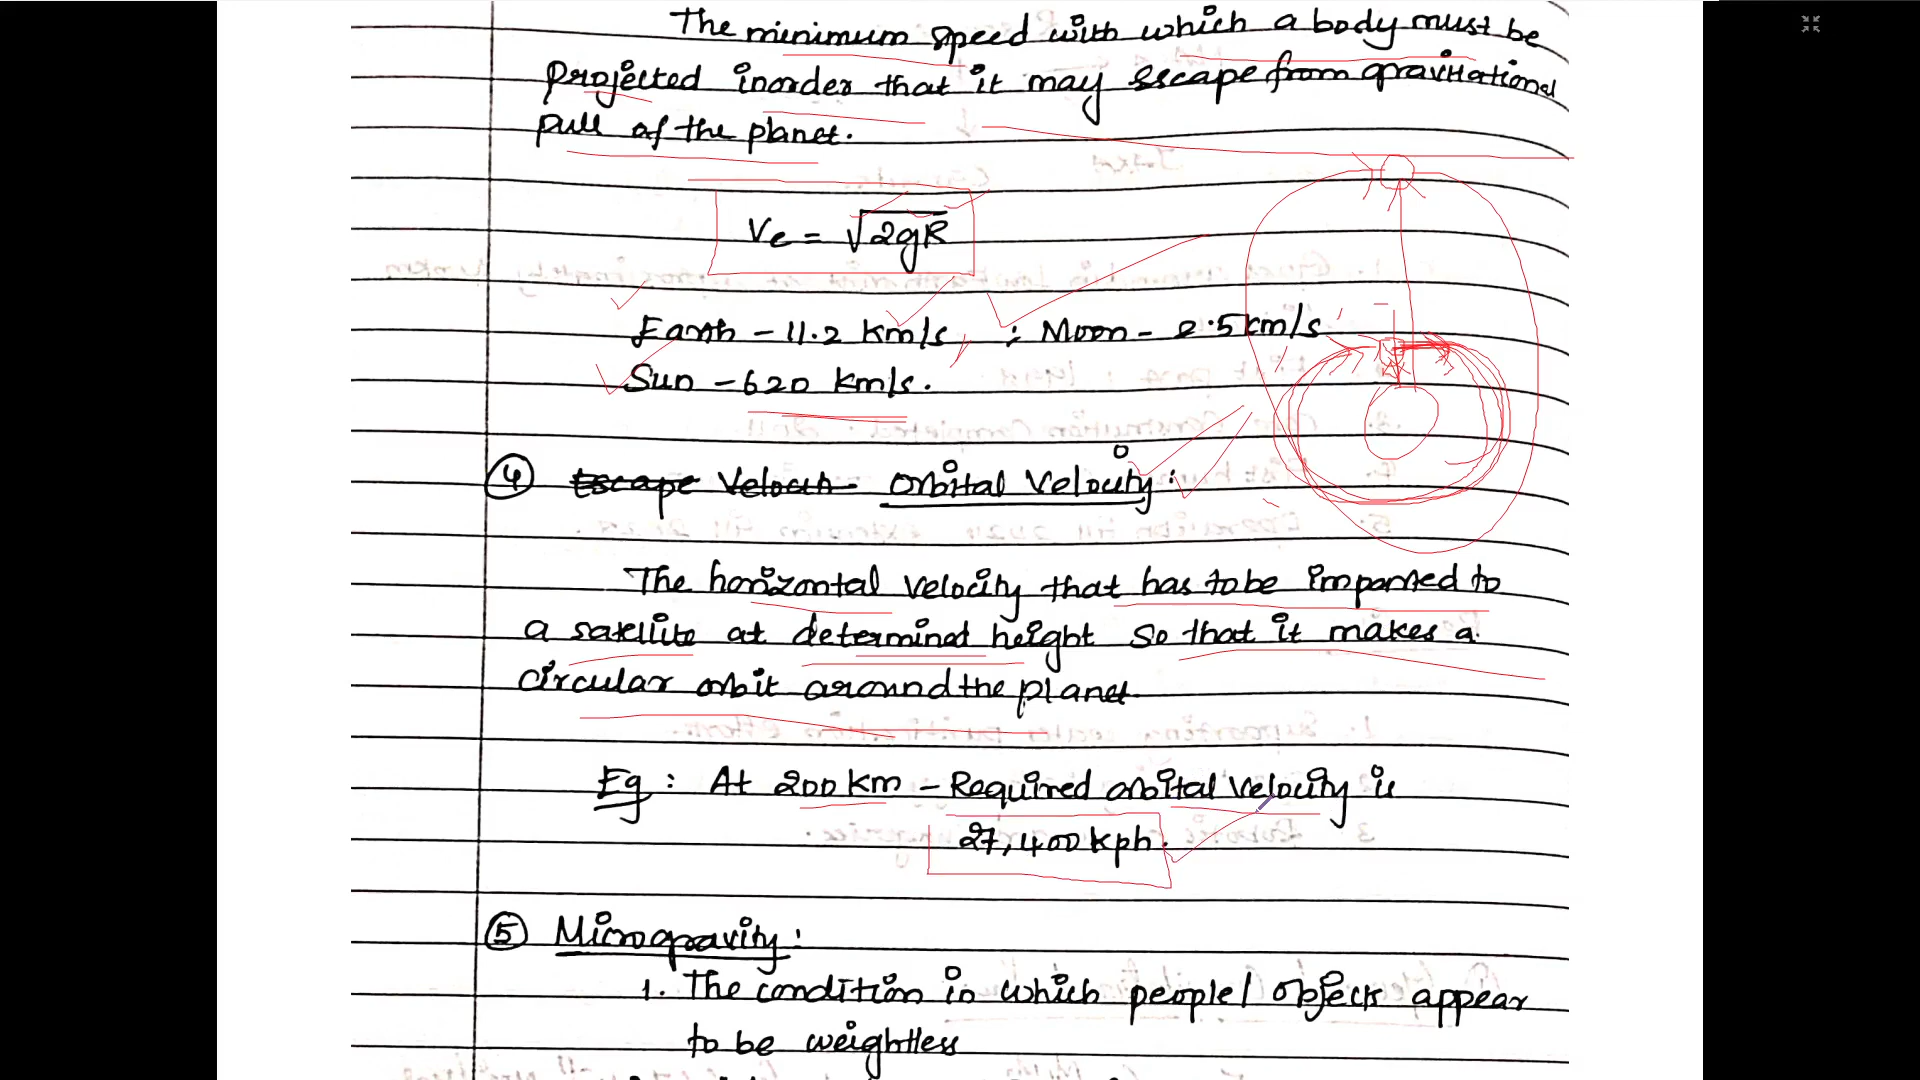 The minimum speed with which a body must be
projected inorder that it may escape from gravitational
pull of the planet.
Ve = √2gR
Earth - 11.2 km/s, ; Moon - 2.5km/s
Sun - 620 km/s.
④ Escape Velocit- Orbital Velocity:
The horizontal velocity that has to be imparted to
a satellite at determined height so that it makes a
circular orbit around the planet.
Eg: At 200 km - Required orbital Velocity is
27,400 kph.
⑤ Microgravity:
1. The condition in which people/ objects appear
to be weightless